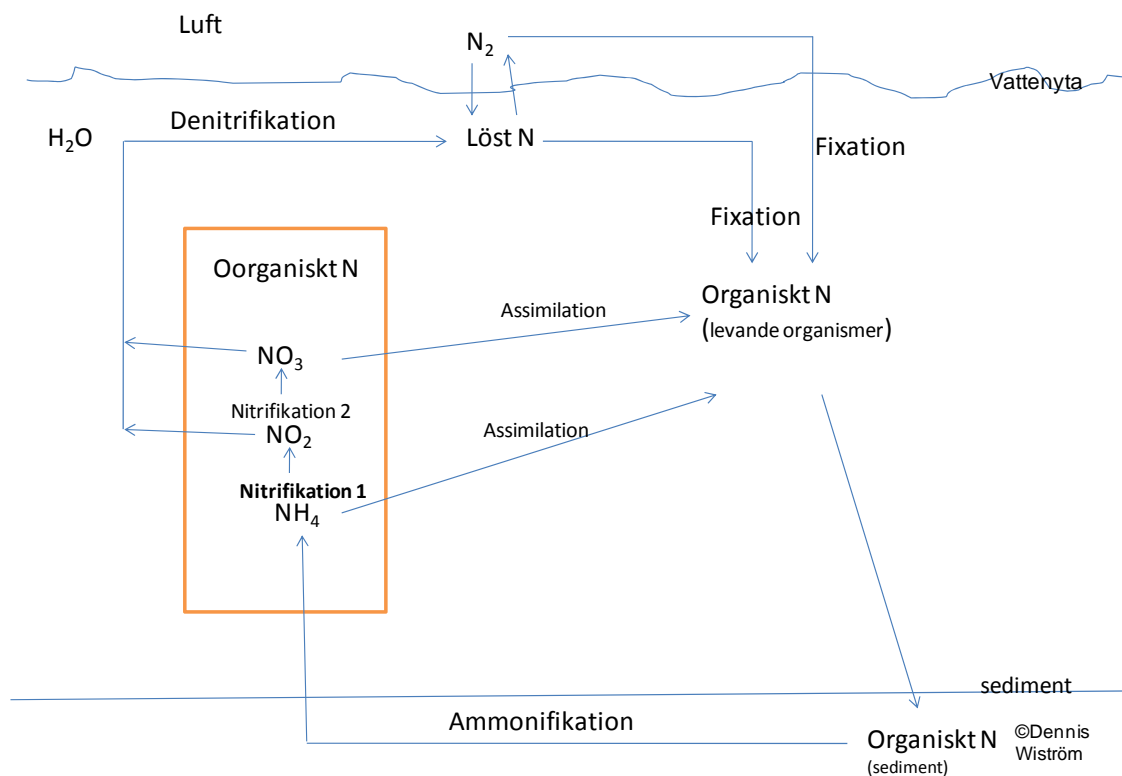 Luft
N₂
Vattenyta
H₂O
Denitrifikation
Löst N
Fixation
Fixation
Oorganiskt N
Organiskt N
(levande organismer)
Assimilation
NO₃
Nitrifikation 2
NO₂
Assimilation
Nitrifikation 1
NH₄
sediment
Ammonifikation
Organiskt N
(sediment)
©Dennis
Wiström